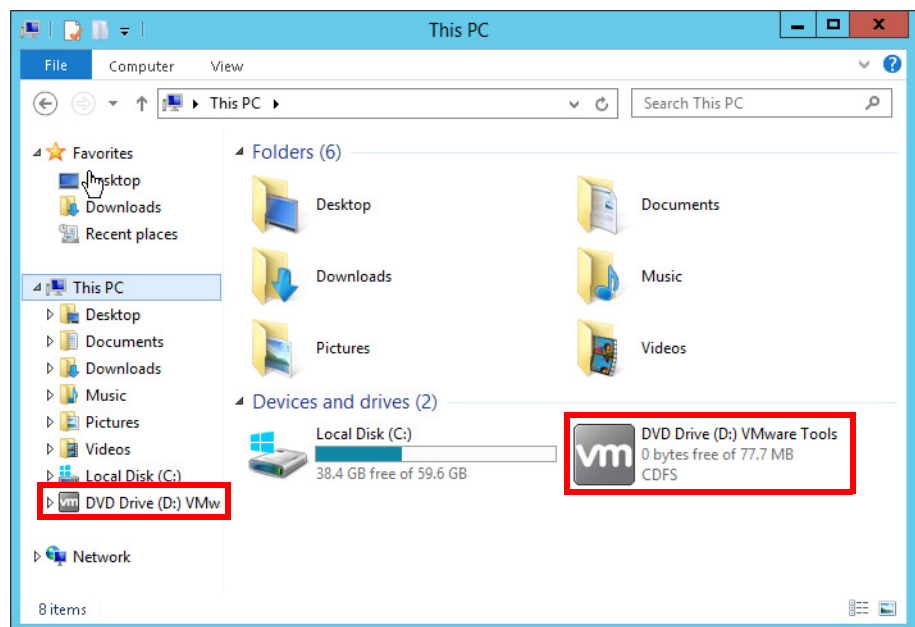 This PC
File Computer View
This PC
Search This PC
Favorites
Desktop
Downloads
Recent places
This PC
Desktop
Documents
Downloads
Music
Pictures
Videos
Local Disk (C:)
DVD Drive (D:) VMw
Network
Folders (6)
Desktop
Documents
Downloads
Music
Pictures
Videos
Devices and drives (2)
Local Disk (C:)
38.4 GB free of 59.6 GB
vm
DVD Drive (D:) VMware Tools
0 bytes free of 77.7 MB
CDFS
8 items